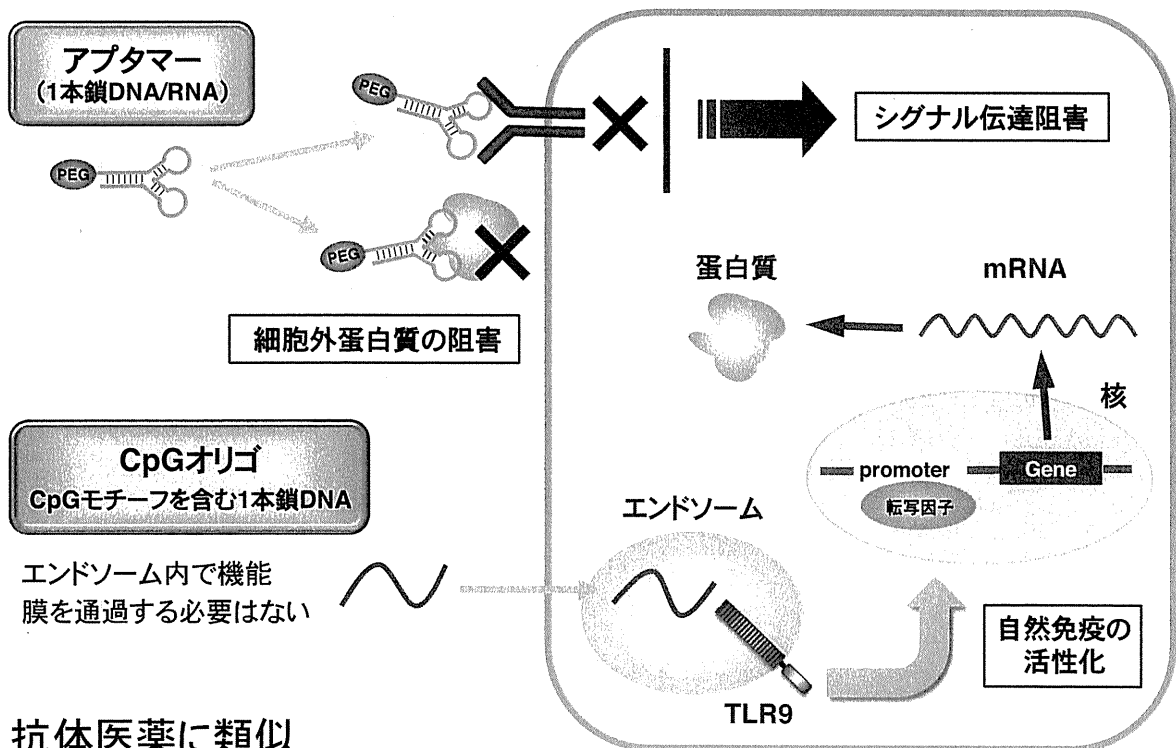 アプタマー
(1本鎖DNA/RNA)
PEG
PEG
PEG
シグナル伝達阻害
細胞外蛋白質の阻害
蛋白質
mRNA
核
promoter
Gene
転写因子
CpGオリゴ
CpGモチーフを含む1本鎖DNA
エンドソーム内で機能
膜を通過する必要はない
エンドソーム
TLR9
自然免疫の
活性化
抗体医薬に類似